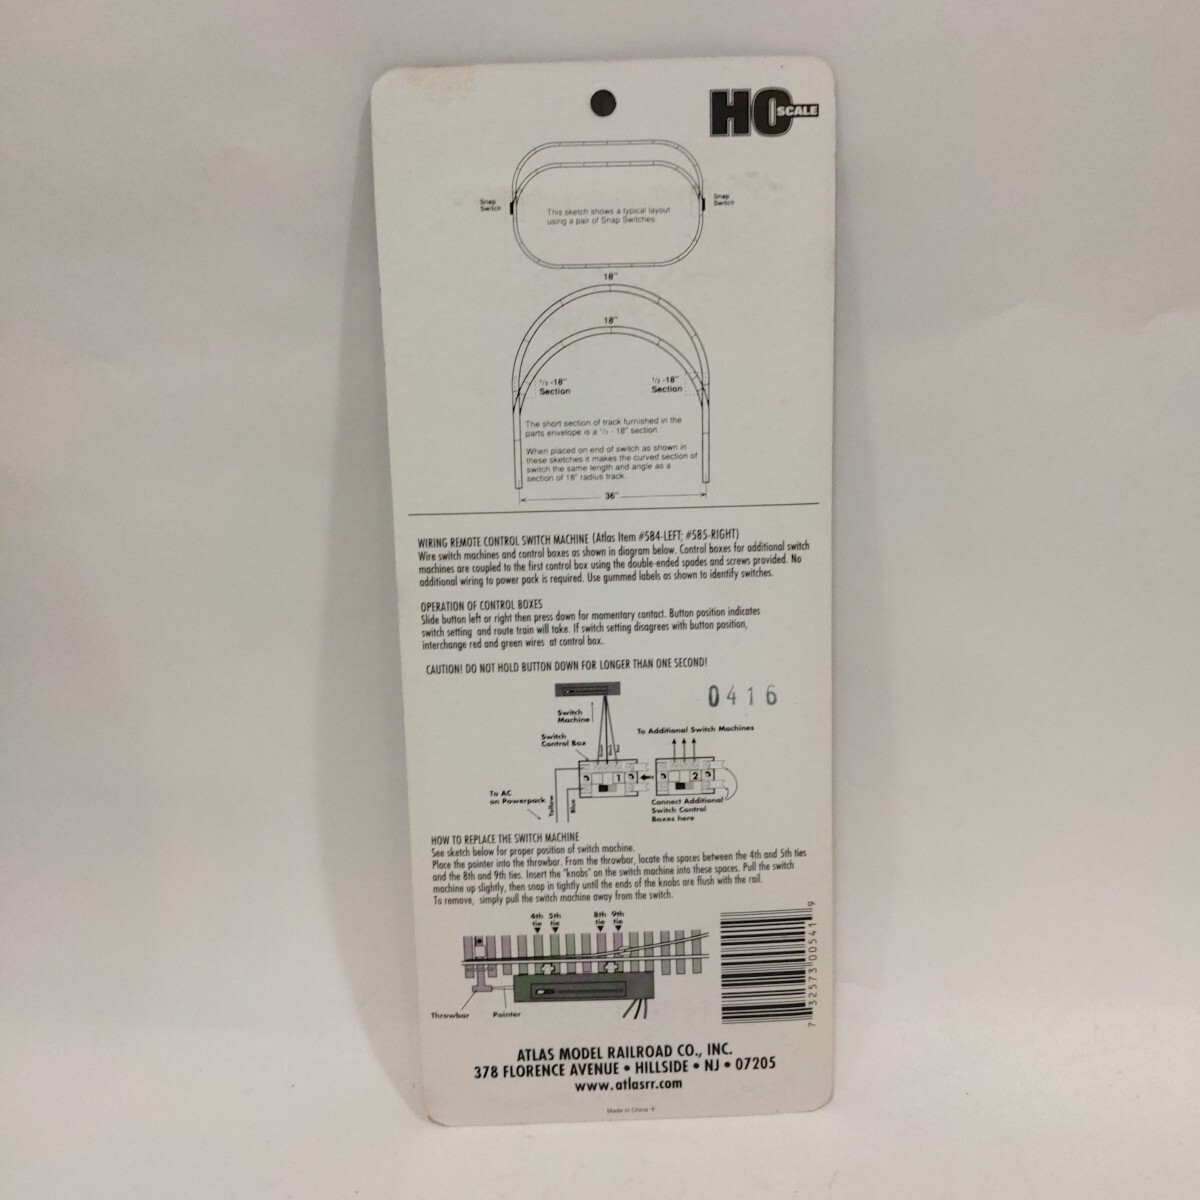 HO SCALE
Snap
Switch
Snap
Switch
This sketch shows a typical layout
using a pair of Snap Switches.
18"
18"
1/3 -18"
Section
1/3 -18"
Section
The short section of track furnished in the
parts envelope is a 1/3 - 18" section.
When placed on end of switch as shown in
these sketches it makes the curved section of
switch the same length and angle as a
section of 18" radius track.
36"
WIRING REMOTE CONTROL SWITCH MACHINE (Atlas Item #584-LEFT; #585-RIGHT)
Wire switch machines and control boxes as shown in diagram below. Control boxes for additional switch
machines are coupled to the first control box using the double-ended spades and screws provided. No
additional wiring to power pack is required. Use gummed labels as shown to identify switches.
OPERATION OF CONTROL BOXES
Slide button left or right then press down for momentary contact. Button position indicates
switch setting and route train will take. If switch setting disagrees with button position,
interchange red and green wires at control box.
CAUTION! DO NOT HOLD BUTTON DOWN FOR LONGER THAN ONE SECOND!
0416
Switch
Machine
To Additional Switch Machines
Switch
Control Box
1
2
To AC
on Powerpack
Yellow
Blue
Connect Additional
Switch Control
Boxes here
HOW TO REPLACE THE SWITCH MACHINE
See sketch below for proper position of switch machine.
Place the pointer into the throwbar. From the throwbar, locate the spaces between the 4th and 5th ties
and the 8th and 9th ties. Insert the "knobs" on the switch machine into these spaces. Pull the switch
machine up slightly, then snap in tightly until the ends of the knobs are flush with the rail.
To remove, simply pull the switch machine away from the switch.
4th 5th 8th 9th
tie tie tie tie
Throwbar
Pointer
7 32573 00541 9
ATLAS MODEL RAILROAD CO., INC.
378 FLORENCE AVENUE • HILLSIDE • NJ • 07205
www.atlasrr.com
Made in China +